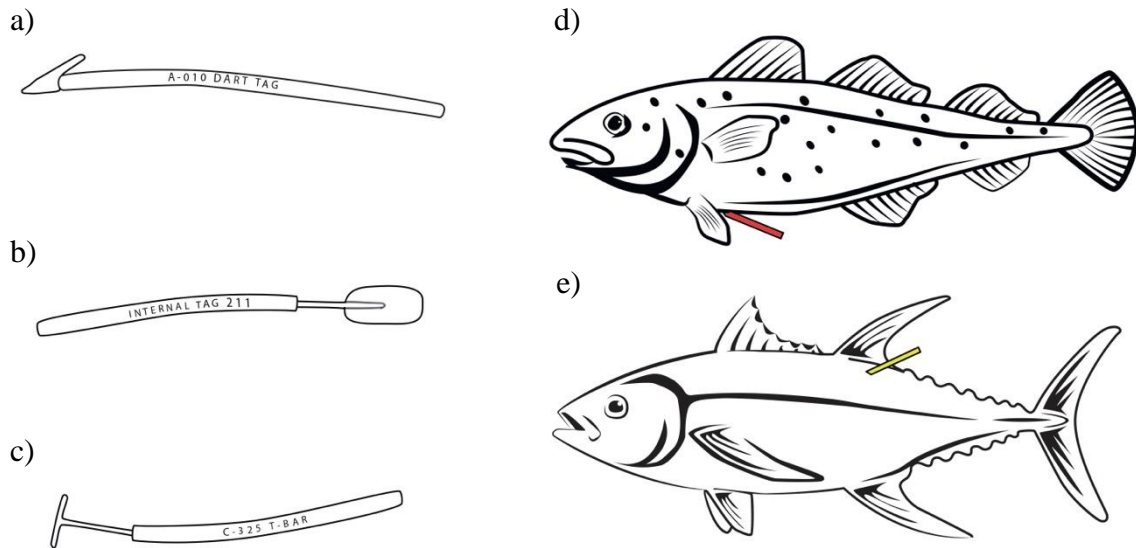 a)
A-010 DART TAG
b)
INTERNAL TAG 211
c)
C-325 T-BAR
d)
e)